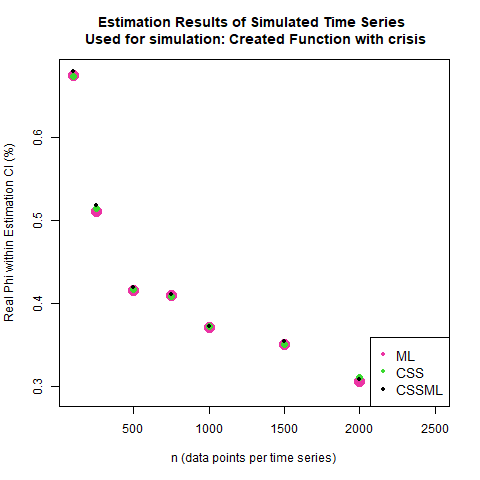 Estimation Results of Simulated Time Series
Used for simulation: Created Function with crisis
Real Phi within Estimation CI (%)
0.6
0.5
0.4
0.3
ML
CSS
CSSML
500
1000
1500
2000
2500
n (data points per time series)